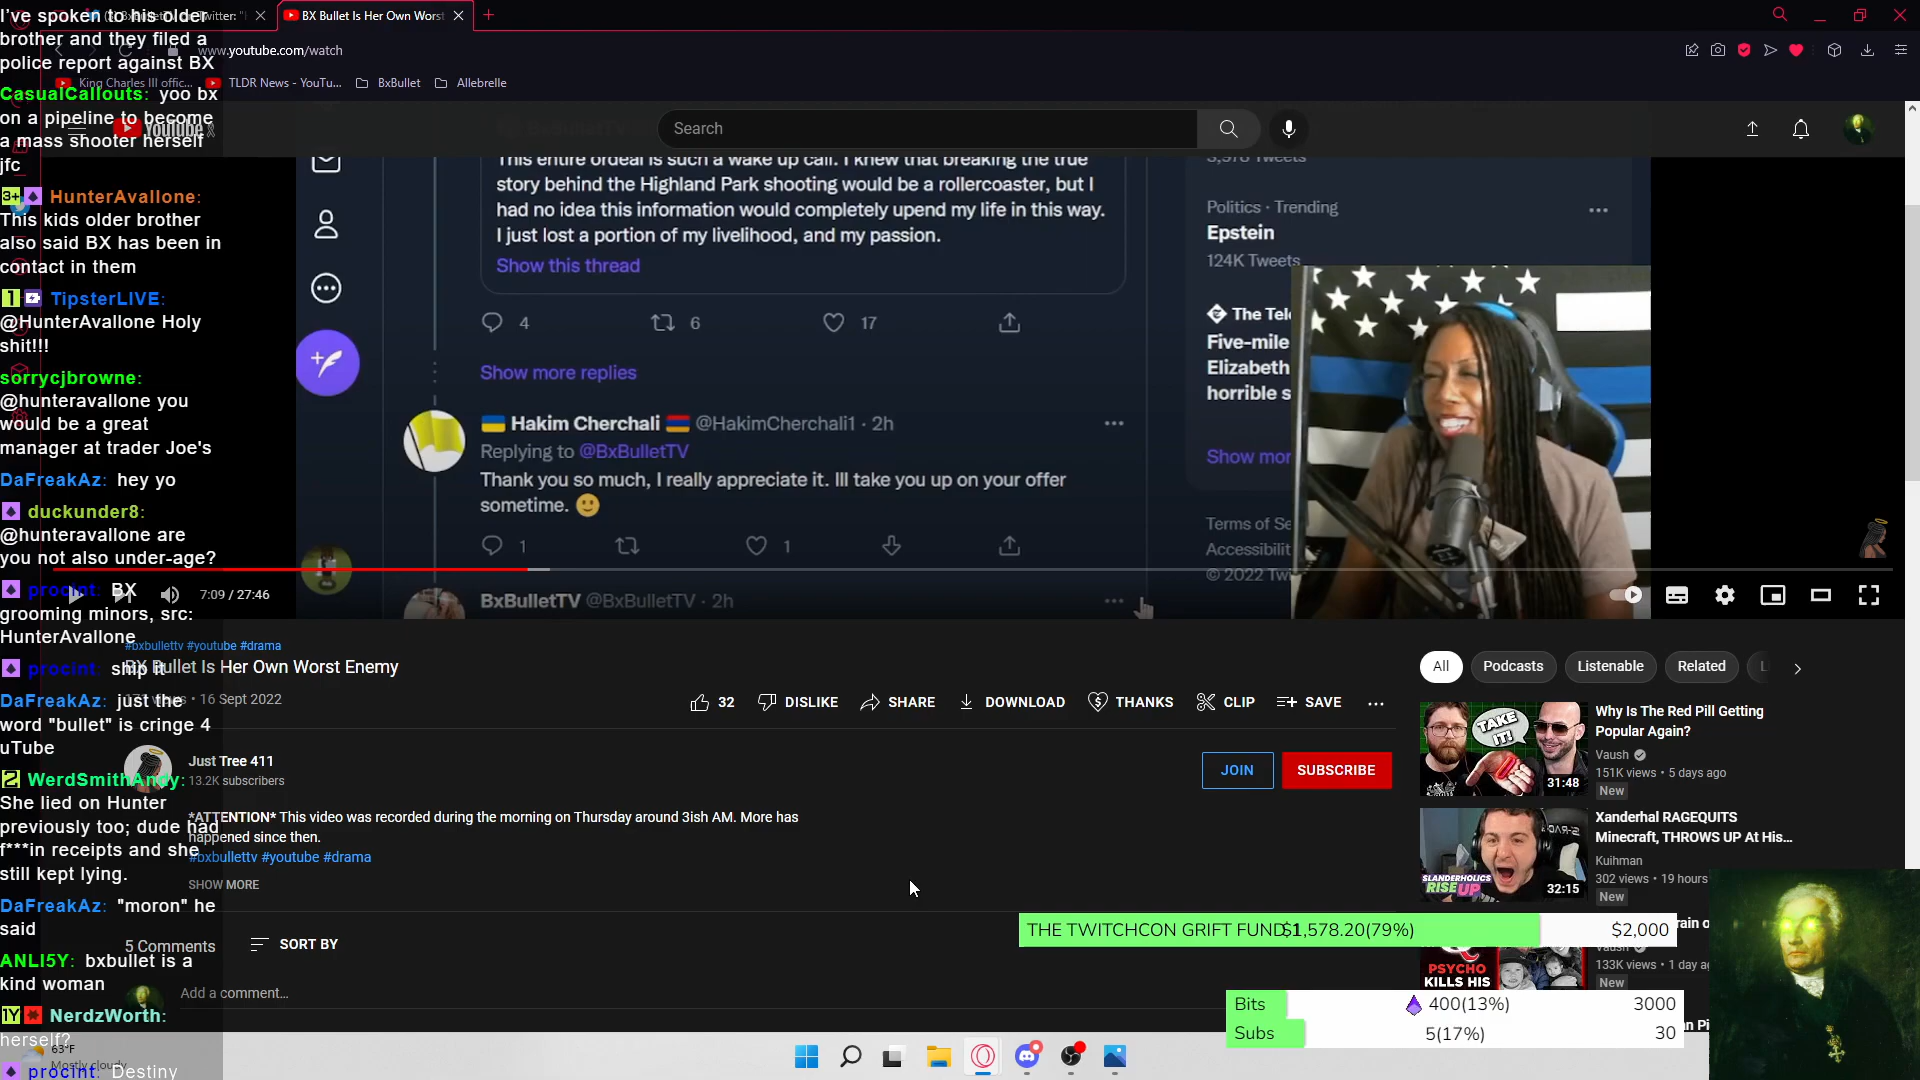 I've spoken to his older
brother and they filed a
police report against BX
CasualCallouts: yoo bx
on a pipeline to become
a mass shooter herself
jfc
HunterAvallone:
This kids older brother
also said BX has been in
contact in them
TipsterLIVE:
@HunterAvallone Holy
shit!!!
sorrycjbrowne:
@hunteravallone you
would be a great
manager at trader Joe's
DaFreakAz: hey yo
duckunder8:
@hunteravallone are
you not also under-age?
procint: BX
grooming minors, src:
HunterAvallone
procint: ship it
DaFreakAz: just the
word "bullet" is cringe 4
uTube
WerdSmithAndy:
She lied on Hunter
previously too; dude had
f***in receipts and she
still kept lying.
DaFreakAz: "moron" he
said
ANLI5Y: bxbullet is a
kind woman
NerdzWorth:
herself?
procint: Destiny
BX Bullet Is Her Own Worst
www.youtube.com/watch
King Charles III offic...
TLDR News - YouTu...
BxBullet
Allebrelle
YouTube
Search
This entire ordeal is such a wake up call. I knew that breaking the true
story behind the Highland Park shooting would be a rollercoaster, but I
had no idea this information would completely upend my life in this way.
I just lost a portion of my livelihood, and my passion.
Show this thread
4
6
17
Show more replies
Hakim Cherchali @HakimCherchali1 · 2h
Replying to @BxBulletTV
Thank you so much, I really appreciate it. Ill take you up on your offer
sometime.
1
1
BxBulletTV @BxBulletTV · 2h
Politics · Trending
Epstein
124K Tweets
The Tele
Five-mile
Elizabeth
horrible s
Show mor
Terms of Se
Accessibilit
© 2022 Twi
7:09 / 27:46
#bxbullettv #youtube #drama
BX Bullet Is Her Own Worst Enemy
16 Sept 2022
32
DISLIKE
SHARE
DOWNLOAD
THANKS
CLIP
SAVE
Just Tree 411
13.2K subscribers
JOIN
SUBSCRIBE
*ATTENTION* This video was recorded during the morning on Thursday around 3ish AM. More has
happened since then.
#bxbullettv #youtube #drama
SHOW MORE
5 Comments
SORT BY
Add a comment...
All
Podcasts
Listenable
Related
TAKE IT!
31:48
Why Is The Red Pill Getting
Popular Again?
Vaush
151K views • 5 days ago
New
SLANDERHOLICS
RISE UP
32:15
Xanderhal RAGEQUITS
Minecraft, THROWS UP At His...
Kuihman
302 views • 19 hours
New
PSYCHO
KILLS HIS
Vaush
133K views • 1 day ag
New
THE TWITCHCON GRIFT FUND $1,578.20(79%)
$2,000
Bits
400(13%)
3000
Subs
5(17%)
30
63°F
Mostly cloudy